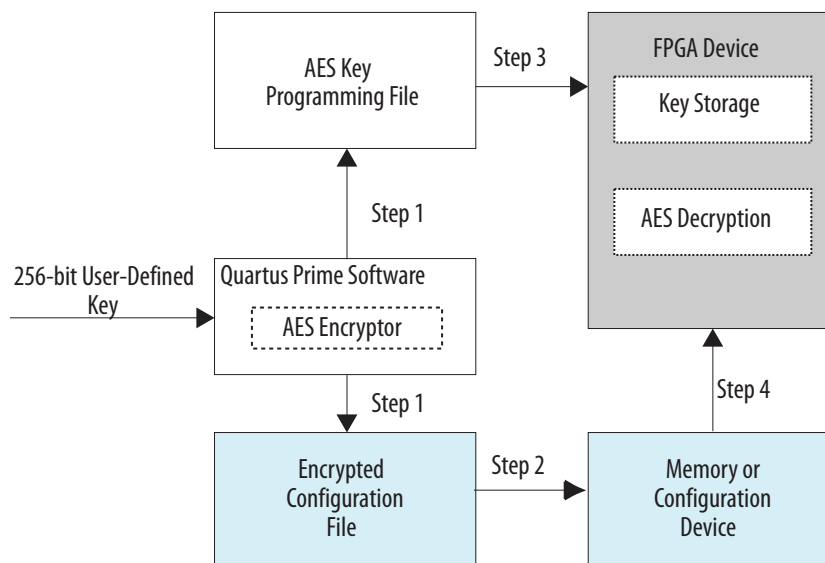 AES Key
Programming File
Step 3
FPGA Device
Key Storage
AES Decryption
Step 1
256-bit User-Defined
Key
Quartus Prime Software
AES Encryptor
Step 1
Step 4
Encrypted
Configuration
File
Step 2
Memory or
Configuration
Device